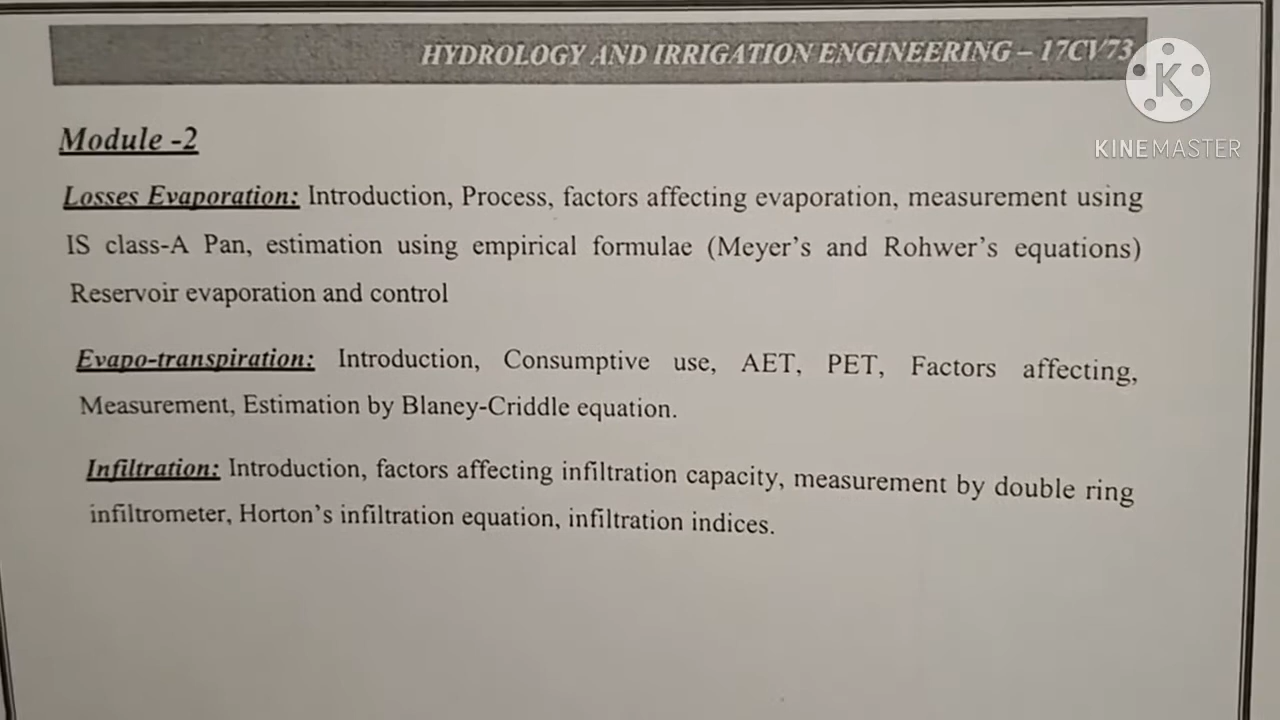 HYDROLOGY AND IRRIGATION ENGINEERING – 17CV73
K
KINEMASTER
Module -2
Losses Evaporation: Introduction, Process, factors affecting evaporation, measurement using
IS class-A Pan, estimation using empirical formulae (Meyer's and Rohwer's equations)
Reservoir evaporation and control
Evapo-transpiration: Introduction, Consumptive use, AET, PET, Factors affecting,
Measurement, Estimation by Blaney-Criddle equation.
Infiltration: Introduction, factors affecting infiltration capacity, measurement by double ring
infiltrometer, Horton's infiltration equation, infiltration indices.